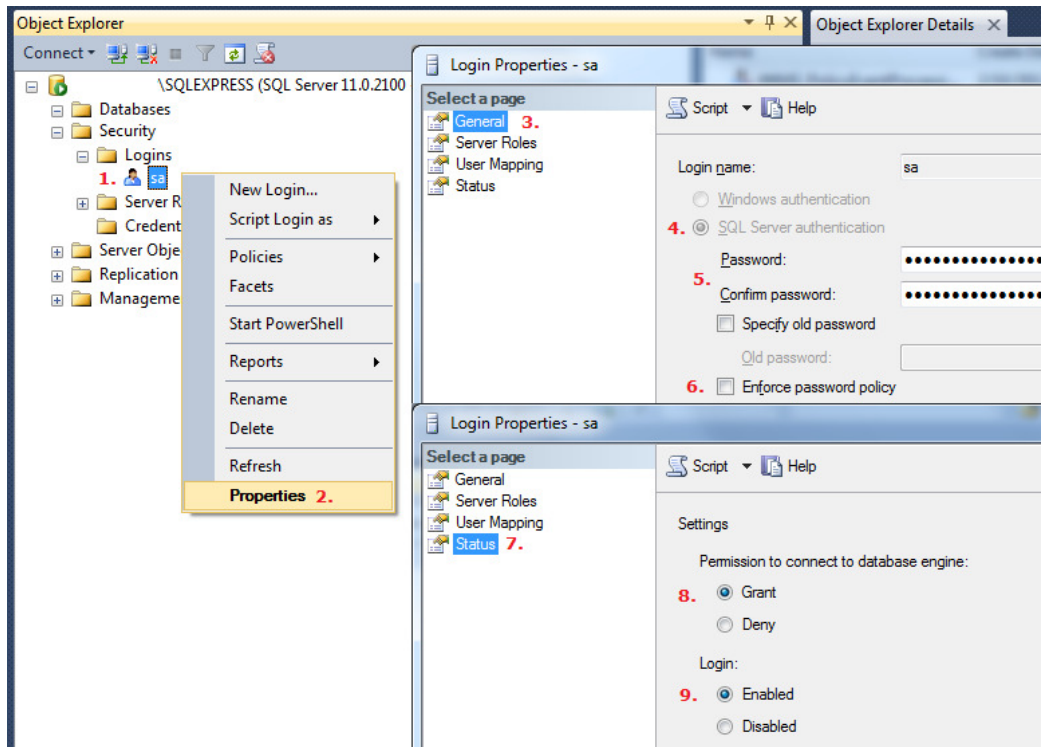 Object Explorer
Connect
\SQLEXPRESS (SQL Server 11.0.2100
Databases
Security
Logins
1. sa
Server R
Credent
Server Obje
Replication
Manageme
New Login...
Script Login as
Policies
Facets
Start PowerShell
Reports
Rename
Delete
Refresh
Properties 2.
Object Explorer Details
Login Properties - sa
Select a page
General 3.
Server Roles
User Mapping
Status
Script Help
Login name: sa
Windows authentication
4. SQL Server authentication
Password:
5.
Confirm password:
Specify old password
Old password:
6. Enforce password policy
Login Properties - sa
Select a page
General
Server Roles
User Mapping
Status 7.
Script Help
Settings
Permission to connect to database engine:
8. Grant
Deny
Login:
9. Enabled
Disabled